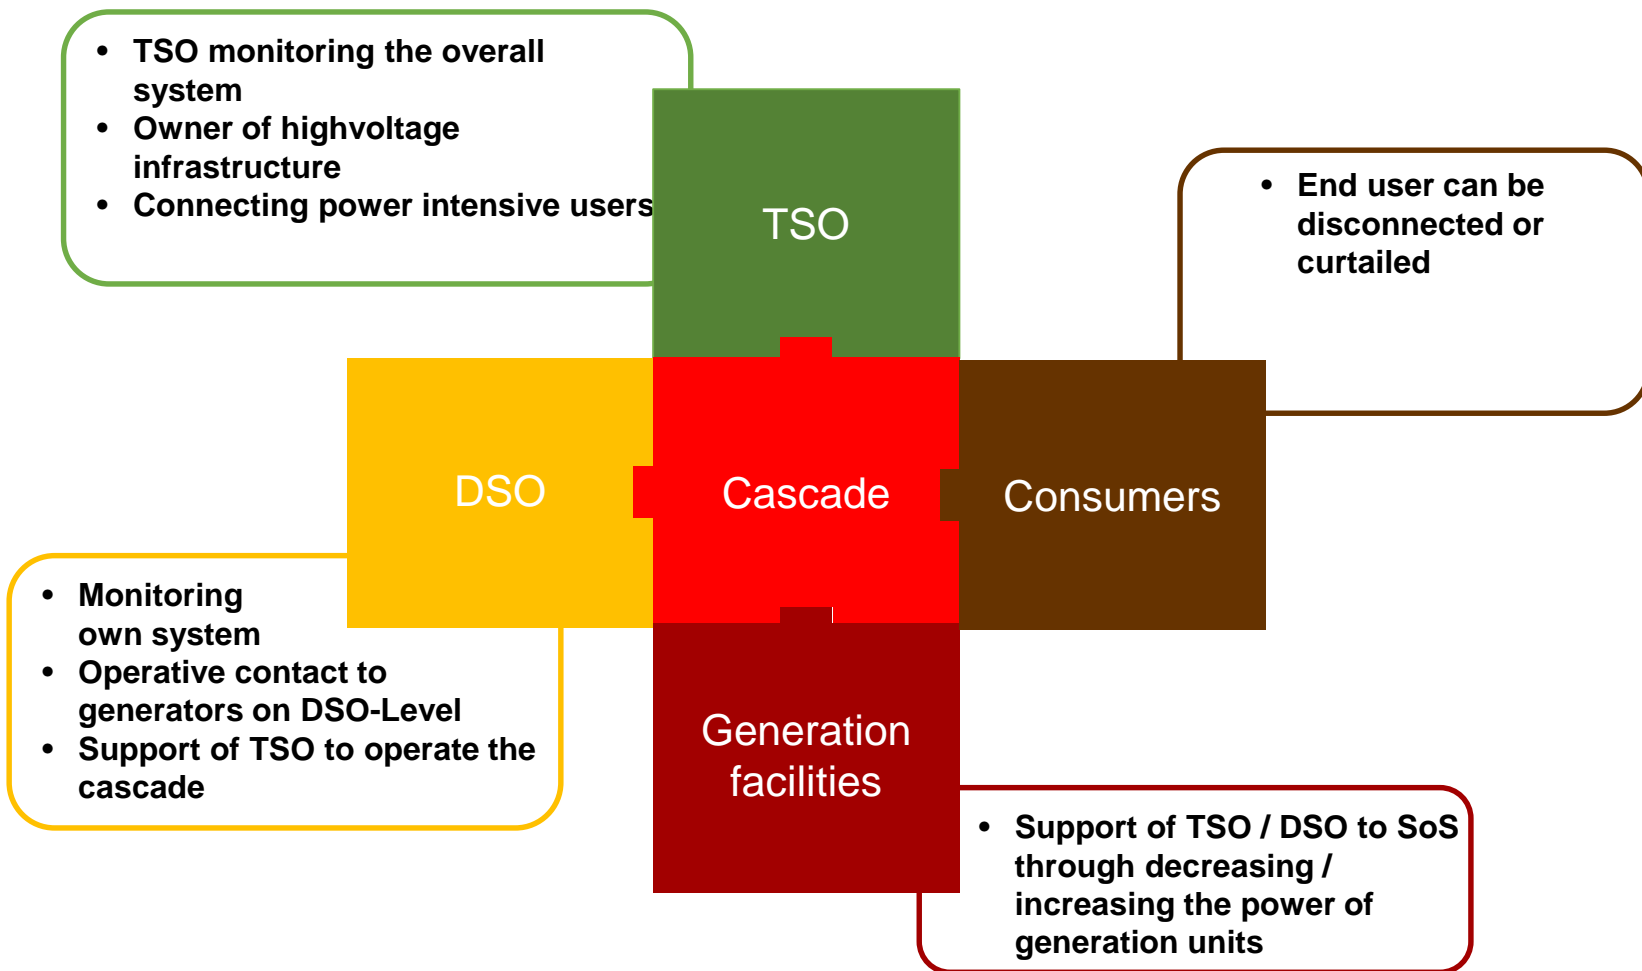 • TSO monitoring the overall
system
• Owner of highvoltage
infrastructure
• Connecting power intensive users
TSO
• End user can be
disconnected or
curtailed
DSO
Cascade
Consumers
• Monitoring
own system
• Operative contact to
generators on DSO-Level
• Support of TSO to operate the
cascade
Generation
facilities
• Support of TSO / DSO to SoS
through decreasing /
increasing the power of
generation units